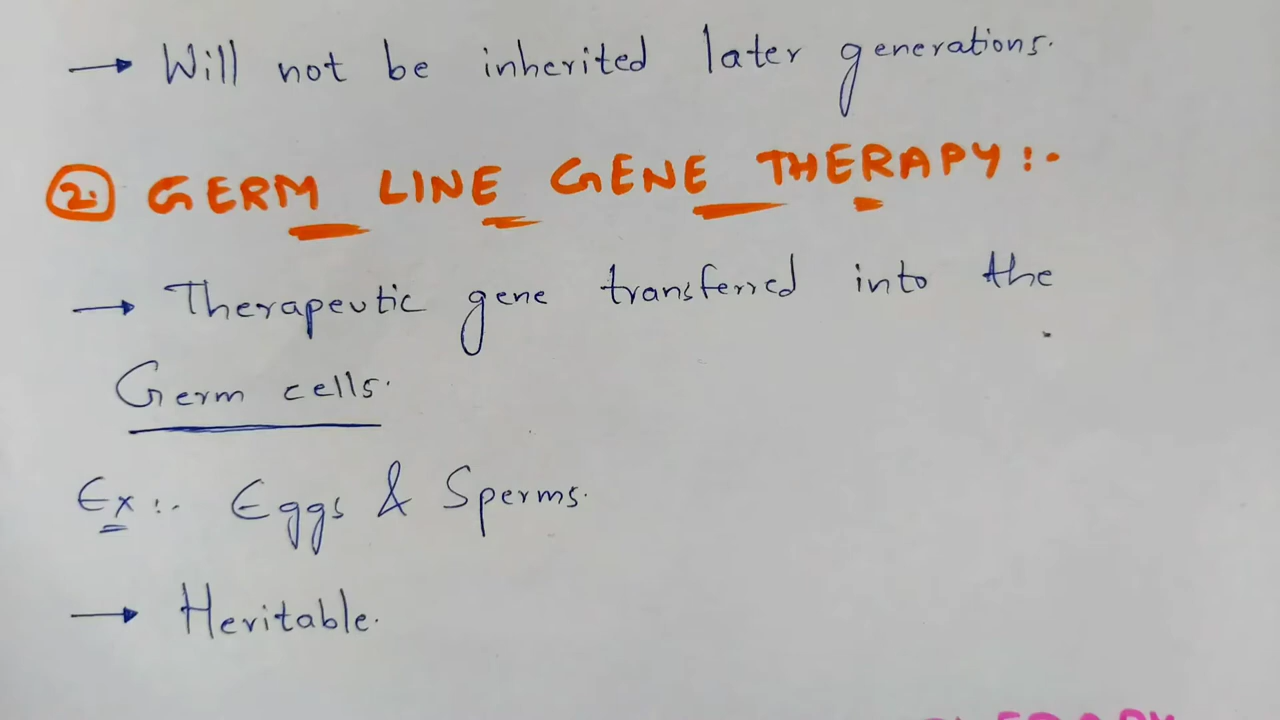 → Will not be inherited later generations.
2. GERM LINE GENE THERAPY:-
→ Therapeutic gene transferred into the
Germ cells.
Ex:- Eggs & Sperms.
→ Heritable.